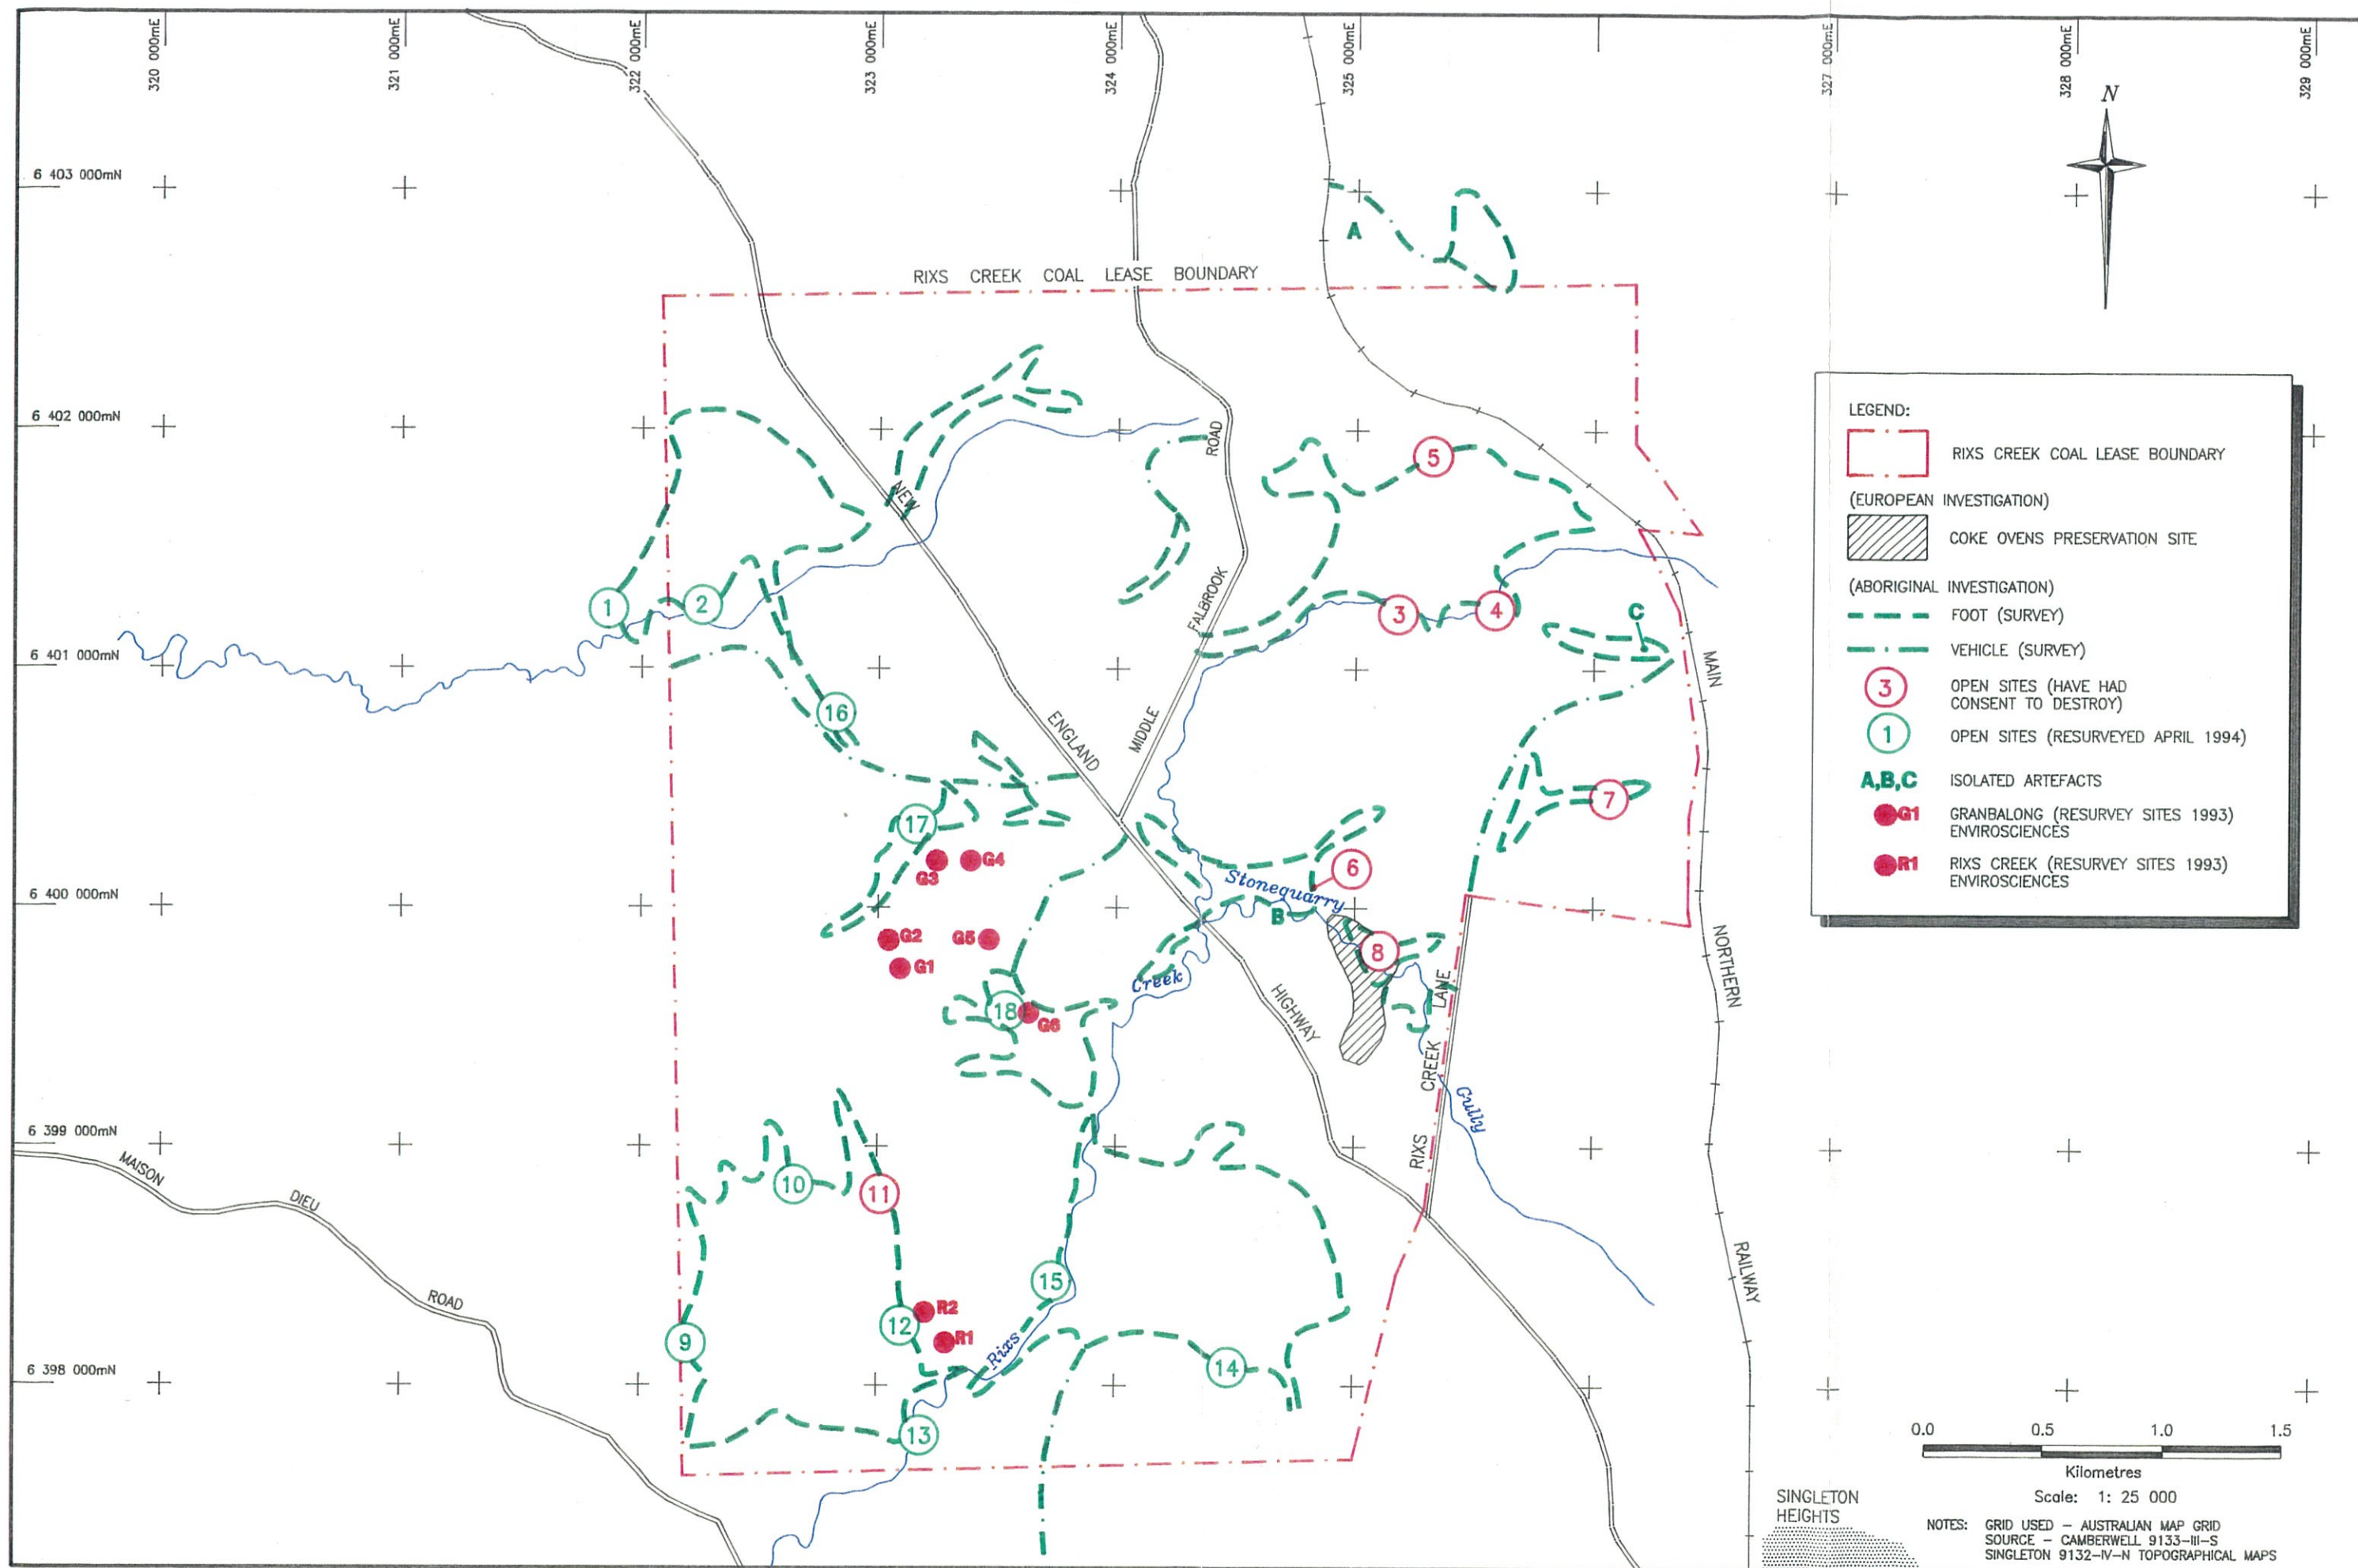 320 000mE
321 000mE
322 000mE
323 000mE
324 000mE
325 000mE
327 000mE
328 000mE
329 000mE
N
6 403 000mN
A
RIXS CREEK COAL LEASE BOUNDARY
6 402 000mN
ROAD
5
NEW
1
2
FALBROOK
3
4
C
6 401 000mN
MAIN
16
ENGLAND
MIDDLE
7
17
G3
G4
6
Stonequarry
6 400 000mN
B
G2
G5
8
NORTHERN
G1
Creek
LANE
18
G6
HIGHWAY
CREEK
Gully
6 399 000mN
RIXS
MAISON
10
11
DIEU
15
RAILWAY
ROAD
R2
12
R1
9
Rixs
14
6 398 000mN
13
LEGEND:
RIXS CREEK COAL LEASE BOUNDARY
(EUROPEAN INVESTIGATION)
COKE OVENS PRESERVATION SITE
(ABORIGINAL INVESTIGATION)
FOOT (SURVEY)
VEHICLE (SURVEY)
3 OPEN SITES (HAVE HAD
CONSENT TO DESTROY)
1 OPEN SITES (RESURVEYED APRIL 1994)
A,B,C ISOLATED ARTEFACTS
G1 GRANBALONG (RESURVEY SITES 1993)
ENVIROSCIENCES
R1 RIXS CREEK (RESURVEY SITES 1993)
ENVIROSCIENCES
0.0 0.5 1.0 1.5
Kilometres
Scale: 1: 25 000
SINGLETON
HEIGHTS
NOTES: GRID USED – AUSTRALIAN MAP GRID
SOURCE – CAMBERWELL 9133–III–S
SINGLETON 9132–IV–N TOPOGRAPHICAL MAPS